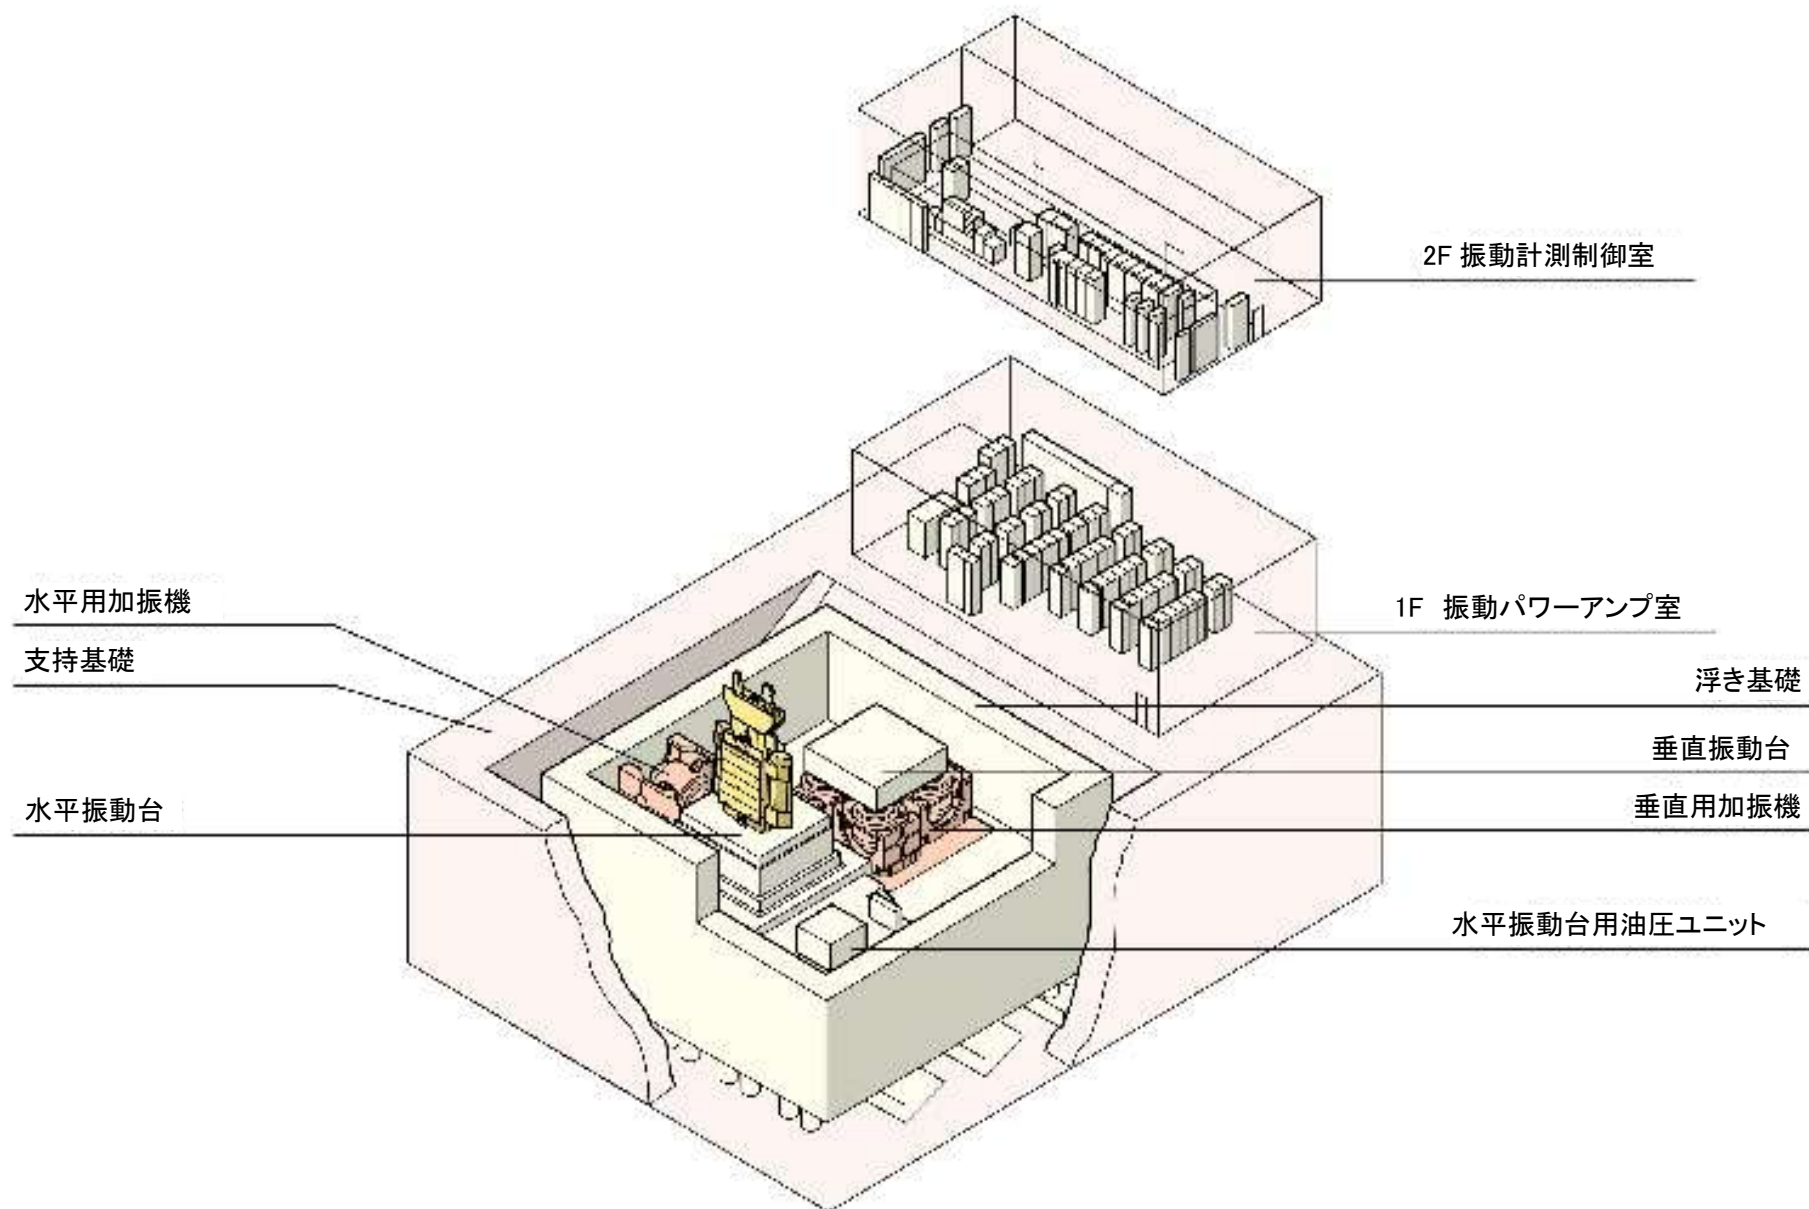 2F 振動計測制御室
水平用加振機
1F 振動パワーアンプ室
支持基礎
浮き基礎
垂直振動台
水平振動台
垂直用加振機
水平振動台用油圧ユニット